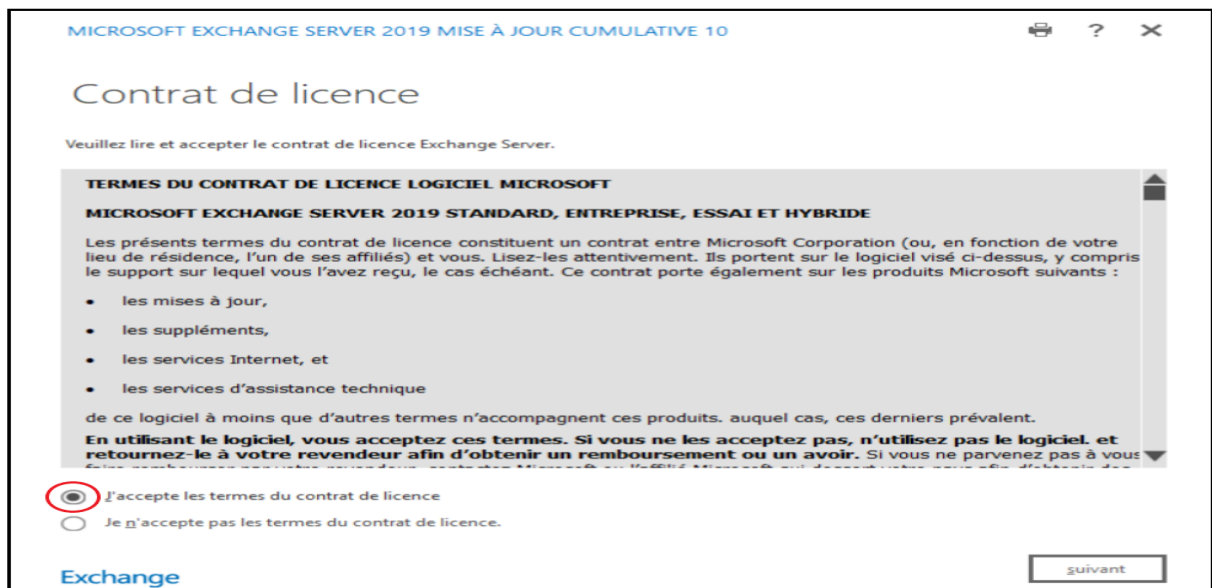 MICROSOFT EXCHANGE SERVER 2019 MISE À JOUR CUMULATIVE 10
?
Contrat de licence
Veuillez lire et accepter le contrat de licence Exchange Server.
TERMES DU CONTRAT DE LICENCE LOGICIEL MICROSOFT
MICROSOFT EXCHANGE SERVER 2019 STANDARD, ENTREPRISE, ESSAI ET HYBRIDE
Les présents termes du contrat de licence constituent un contrat entre Microsoft Corporation (ou, en fonction de votre
lieu de résidence, l’un de ses affiliés) et vous. Lisez-les attentivement. Ils portent sur le logiciel visé ci-dessus, y compris
le support sur lequel vous l’avez reçu, le cas échéant. Ce contrat porte également sur les produits Microsoft suivants :
• les mises à jour,
• les suppléments,
• les services Internet, et
• les services d’assistance technique
de ce logiciel à moins que d’autres termes n’accompagnent ces produits. auquel cas, ces derniers prévalent.
En utilisant le logiciel, vous acceptez ces termes. Si vous ne les acceptez pas, n’utilisez pas le logiciel. et
retournez-le à votre revendeur afin d’obtenir un remboursement ou un avoir. Si vous ne parvenez pas à vous
J'accepte les termes du contrat de licence
Je n'accepte pas les termes du contrat de licence.
Exchange
suivant